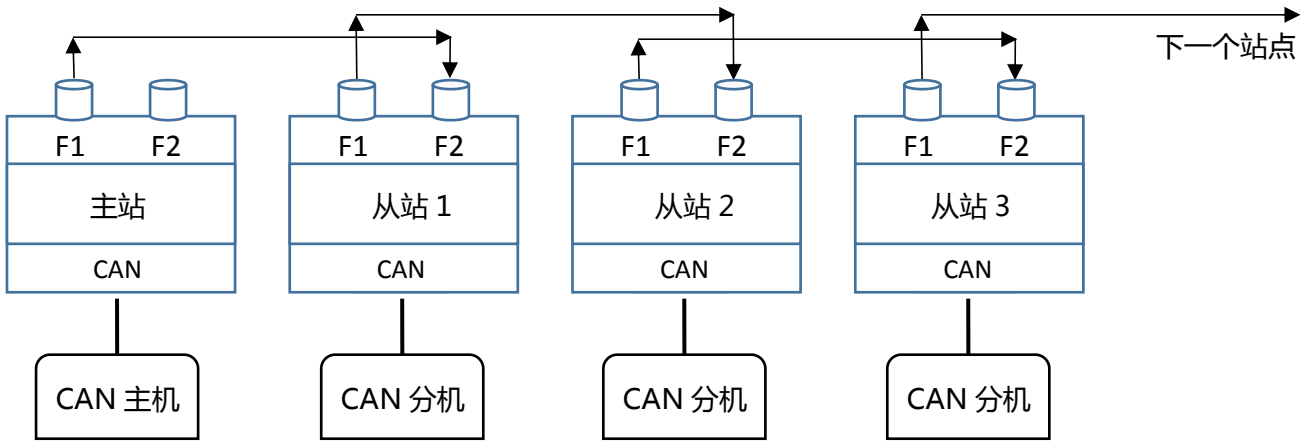 下一个站点
F1 F2 F1 F2 F1 F2 F1 F2
主站 从站 1 从站 2 从站 3
CAN CAN CAN CAN
CAN 主机 CAN 分机 CAN 分机 CAN 分机